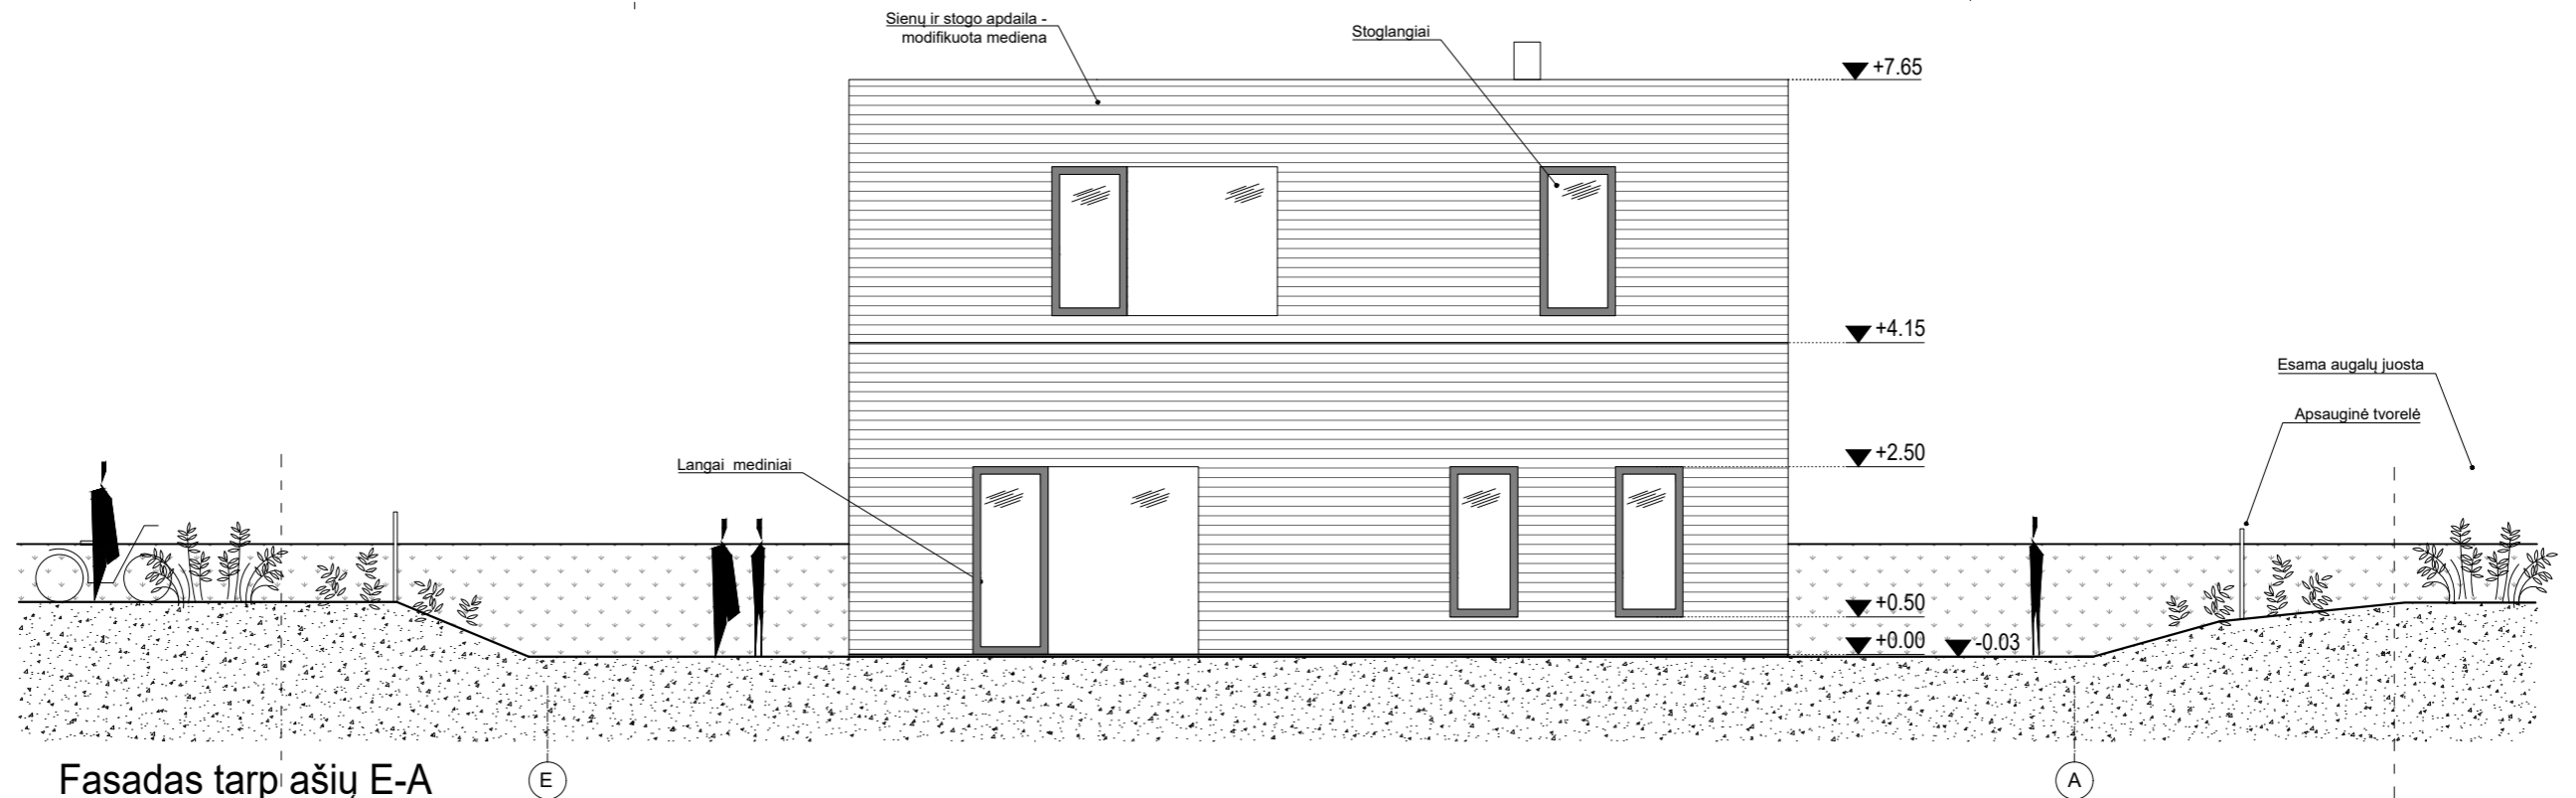 Sienų ir stogo apdaila -
modifikuota mediena
Stoglangiai
+7.65
+4.15
Esama augalų juosta
Apsauginė tvorelė
+2.50
Langai mediniai
+0.50
+0.00
-0.03
Fasadas tarp ašių E-A
E
A